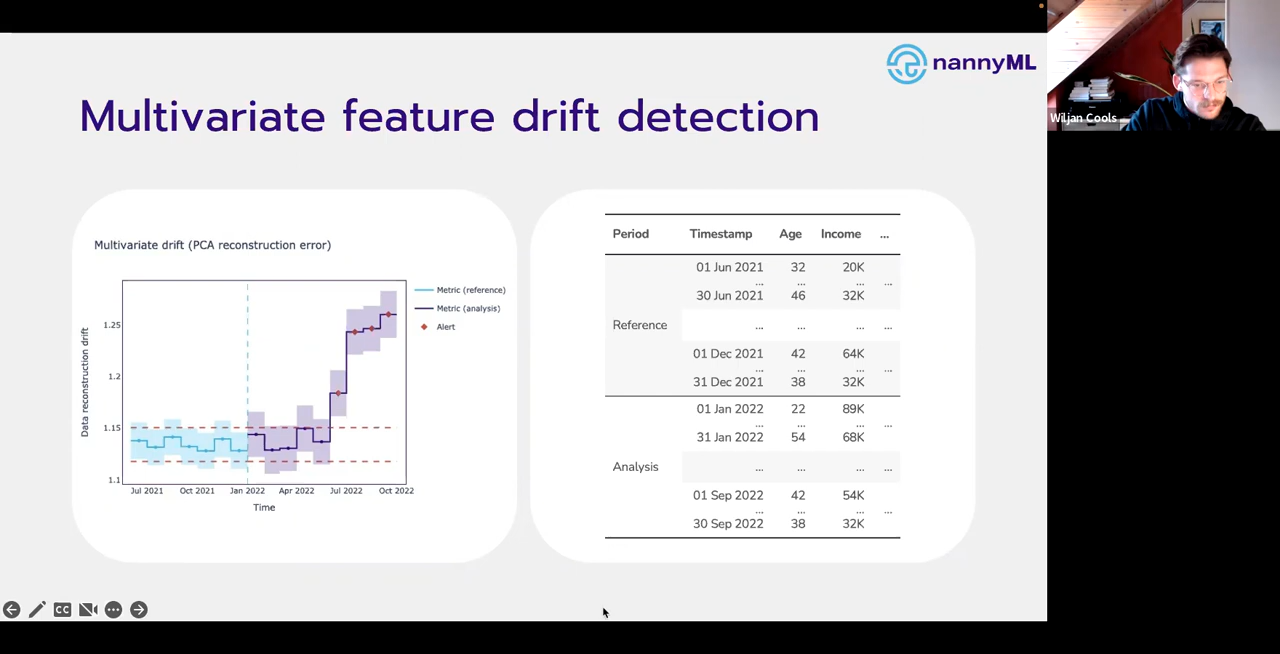 nannyML
Wiljan Cools
Multivariate feature drift detection
Multivariate drift (PCA reconstruction error)
Data reconstruction drift
1.25
1.2
1.15
1.1
Jul 2021 Oct 2021 Jan 2022 Apr 2022 Jul 2022 Oct 2022
Time
Metric (reference)
Metric (analysis)
Alert
Period Timestamp Age Income ...
01 Jun 2021 32 20K
... ... ... ...
30 Jun 2021 46 32K
Reference ... ... ... ...
01 Dec 2021 42 64K
... ... ... ...
31 Dec 2021 38 32K
01 Jan 2022 22 89K
... ... ... ...
31 Jan 2022 54 68K
Analysis ... ... ... ...
01 Sep 2022 42 54K
... ... ... ...
30 Sep 2022 38 32K
CC